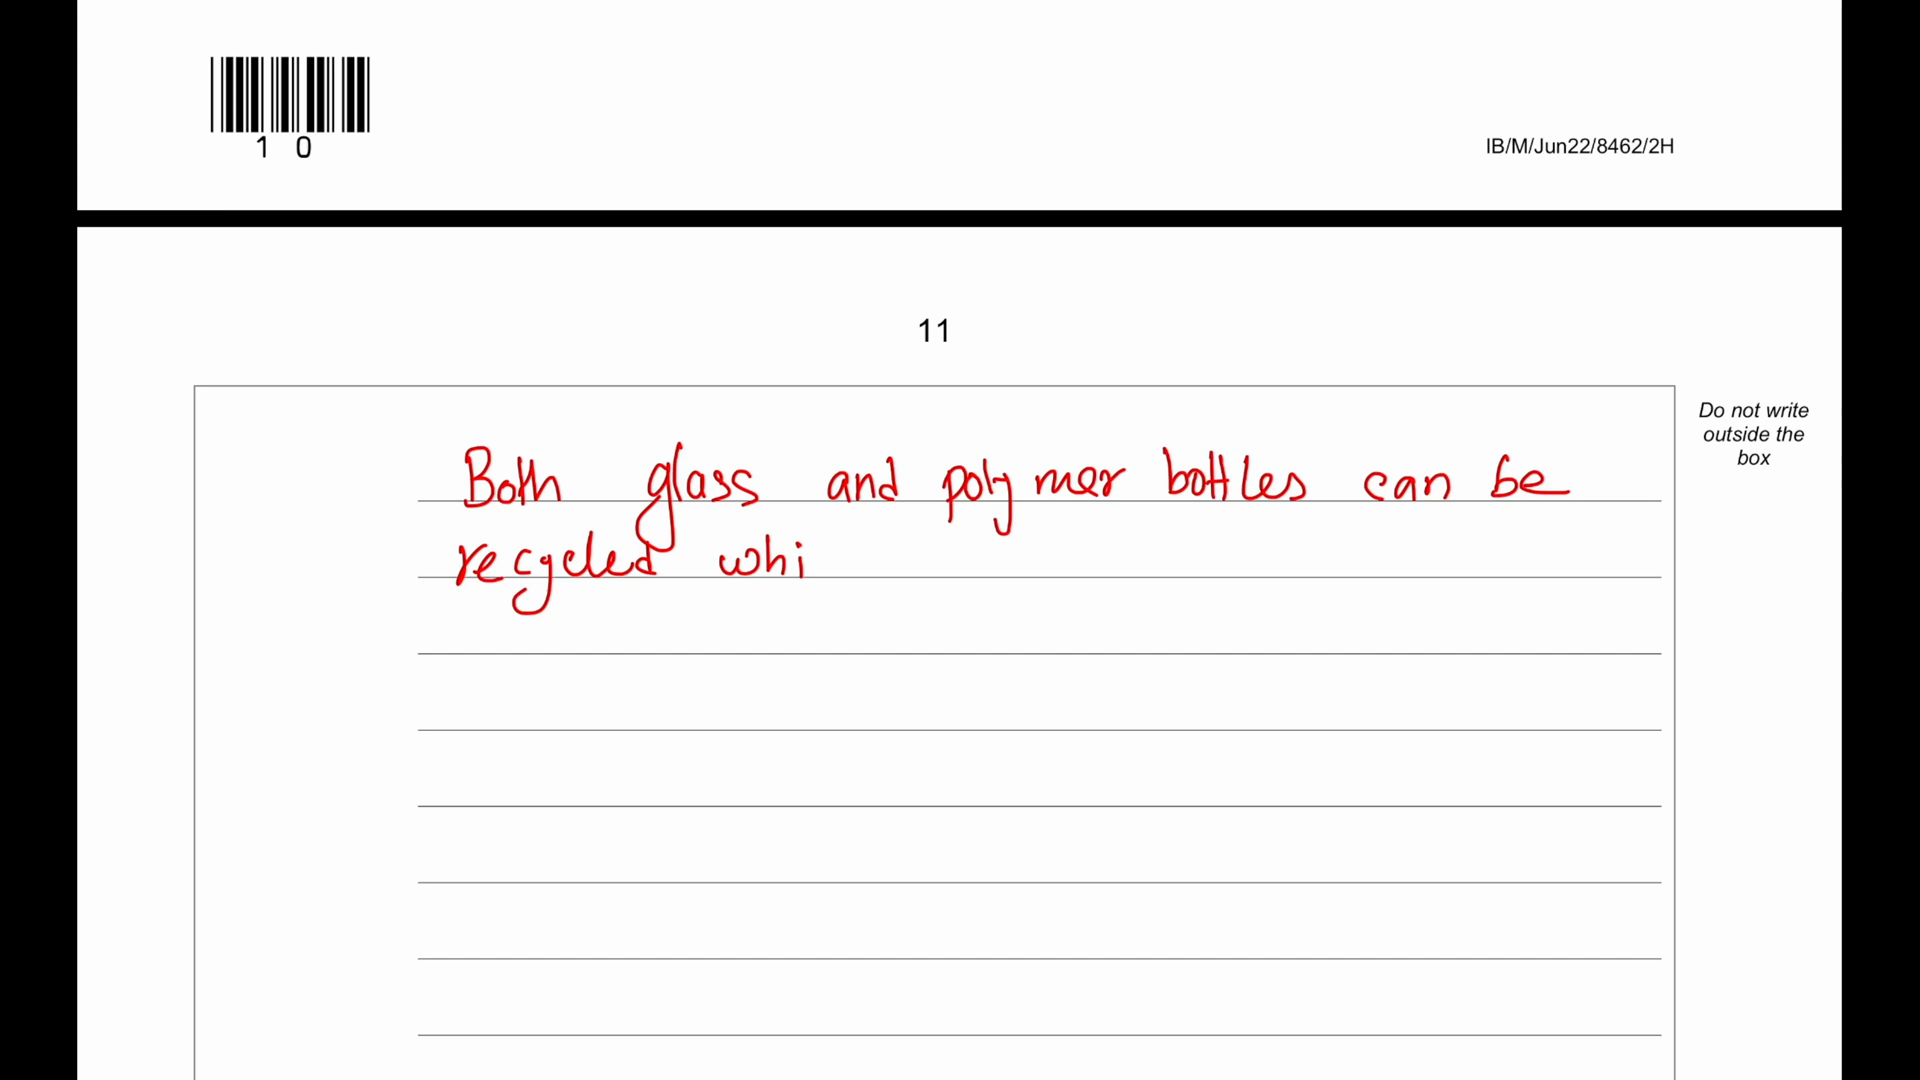 1 0
IB/M/Jun22/8462/2H
11
Do not write
outside the
box
Both glass and polymer bottles can be
recycled whi